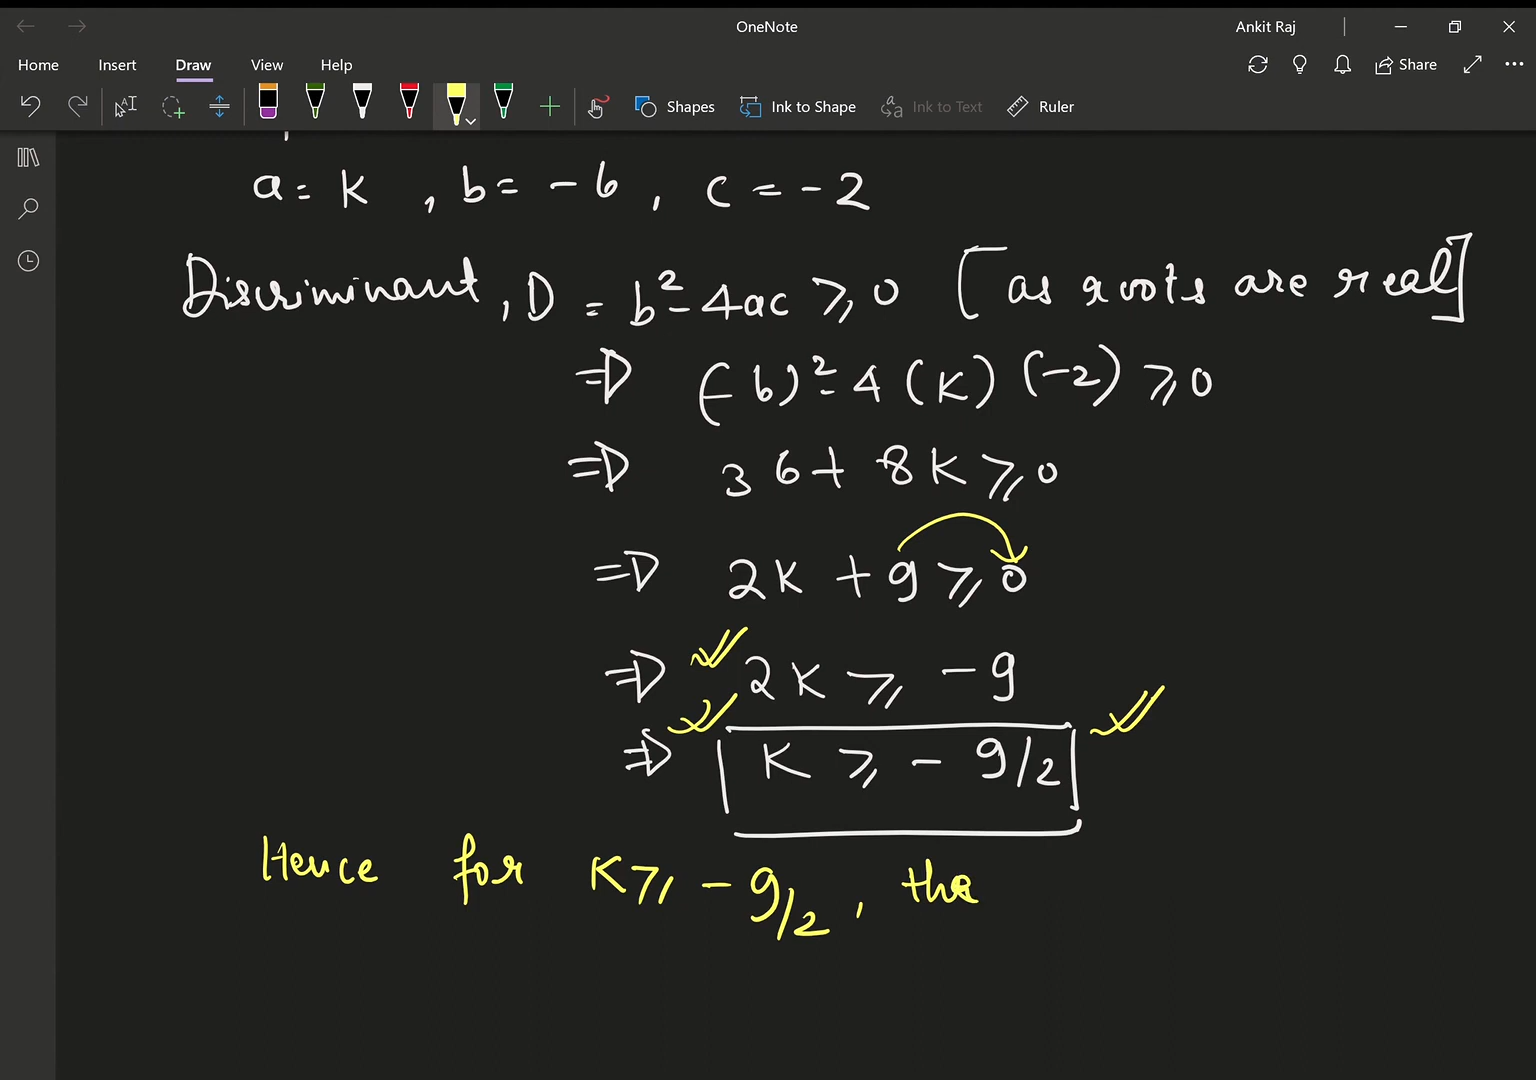 OneNote
Ankit Raj
Home Insert Draw View Help
Share
Shapes Ink to Shape Ink to Text Ruler
a = K , b = - 6 , c = - 2
Discriminant , D = b² - 4ac ⩾ 0 [as roots are real]
⇒ (-6)² - 4 (K) (-2) ⩾ 0
⇒ 36 + 8K ⩾ 0
⇒ 2K + 9 ⩾ 0
⇒ 2K ⩾ - 9
⇒ K ⩾ - 9/2
Hence for K ⩾ - 9/2 , the